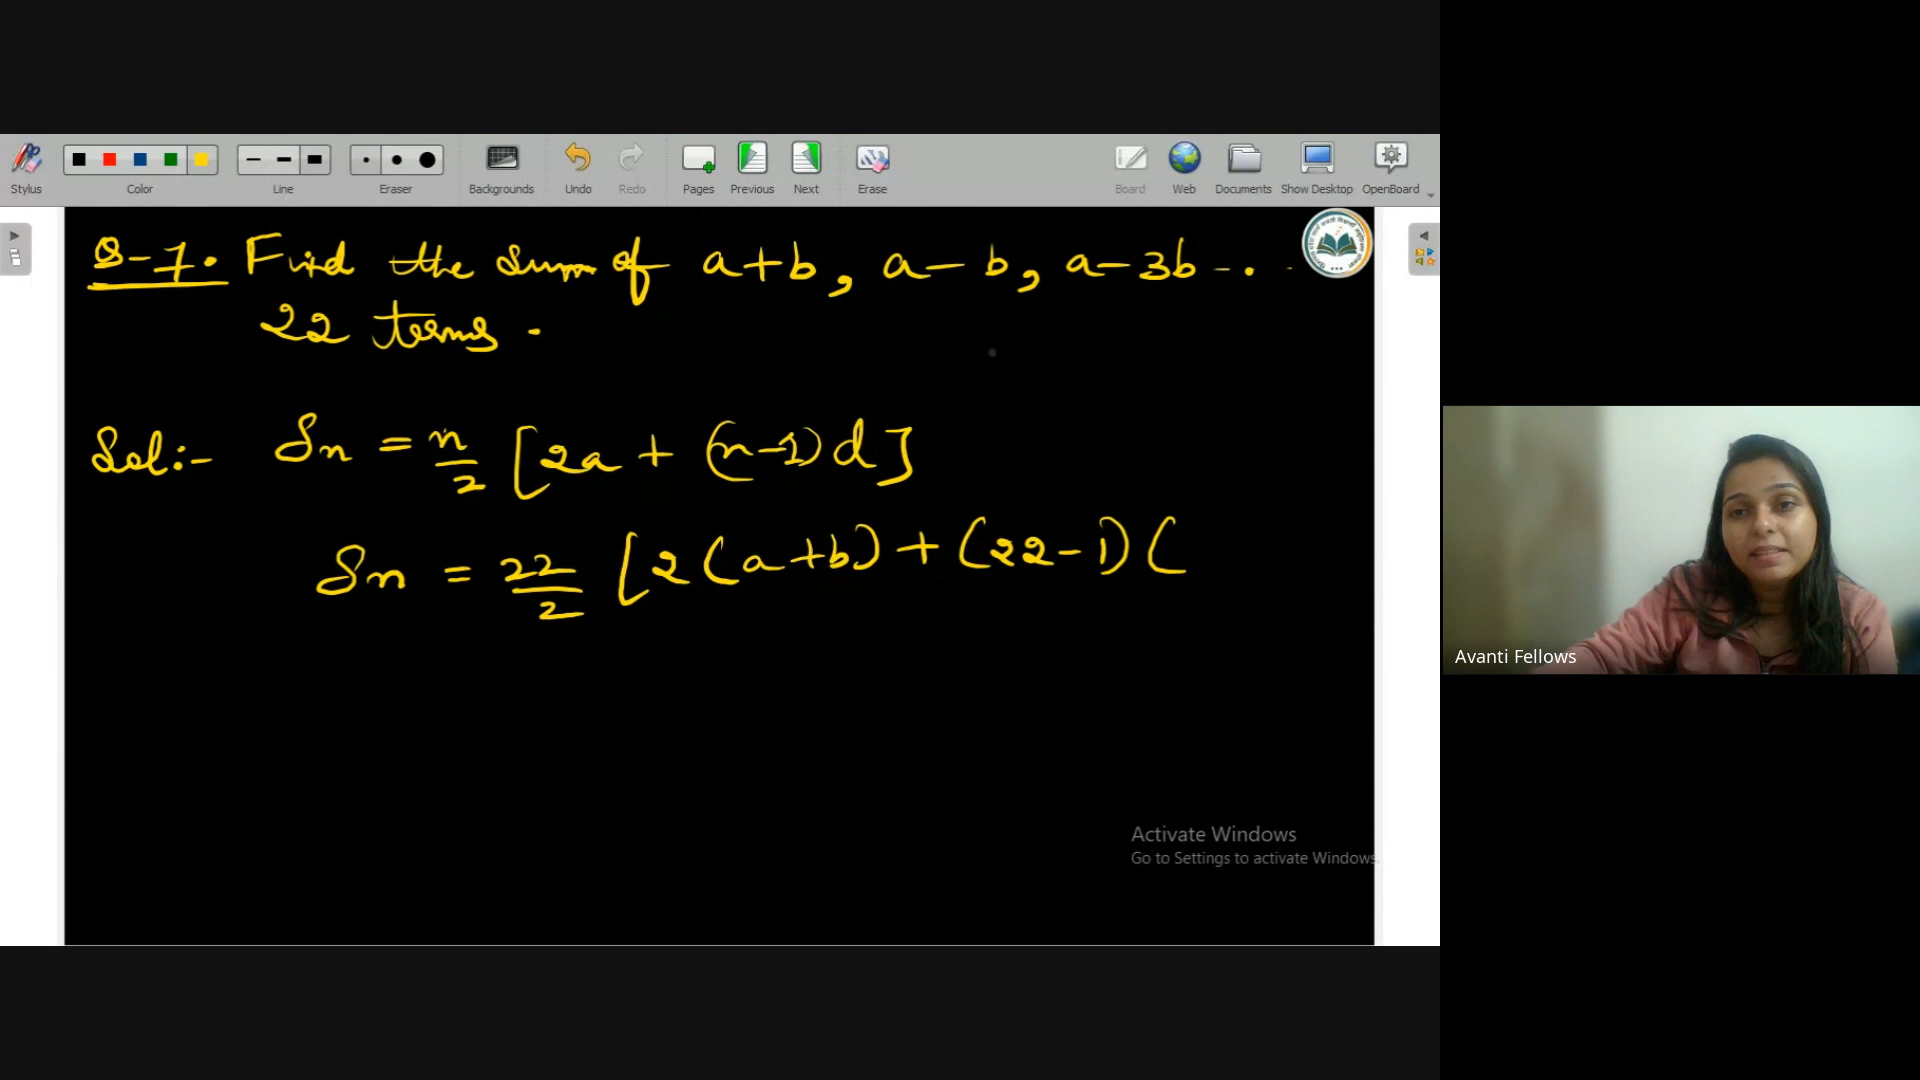 Stylus Color Line Eraser Backgrounds Undo Redo Pages Previous Next Erase Board Web Documents Show Desktop OpenBoard
Q-7. Find the sum of a+b, a-b, a-3b -. .
22 terms.
Sol:- Sn = n/2 [2a + (n-1)d]
Sn = 22/2 [2(a+b) + (22-1)(
Avanti Fellows
Activate Windows
Go to Settings to activate Windows.